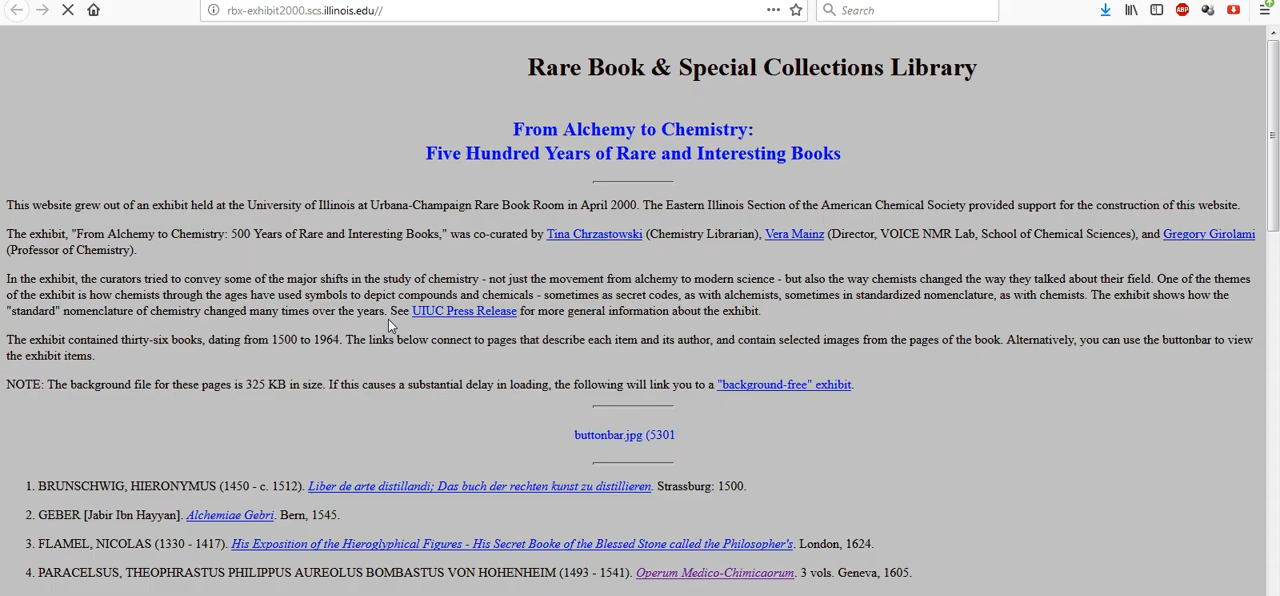 rbx-exhibit2000.scs.illinois.edu//
Search
ABP
Rare Book & Special Collections Library
From Alchemy to Chemistry:
Five Hundred Years of Rare and Interesting Books
This website grew out of an exhibit held at the University of Illinois at Urbana-Champaign Rare Book Room in April 2000. The Eastern Illinois Section of the American Chemical Society provided support for the construction of this website.
The exhibit, "From Alchemy to Chemistry: 500 Years of Rare and Interesting Books," was co-curated by Tina Chrzastowski (Chemistry Librarian), Vera Mainz (Director, VOICE NMR Lab, School of Chemical Sciences), and Gregory Girolami
(Professor of Chemistry).
In the exhibit, the curators tried to convey some of the major shifts in the study of chemistry - not just the movement from alchemy to modern science - but also the way chemists changed the way they talked about their field. One of the themes
of the exhibit is how chemists through the ages have used symbols to depict compounds and chemicals - sometimes as secret codes, as with alchemists, sometimes in standardized nomenclature, as with chemists. The exhibit shows how the
"standard" nomenclature of chemistry changed many times over the years. See UIUC Press Release for more general information about the exhibit.
The exhibit contained thirty-six books, dating from 1500 to 1964. The links below connect to pages that describe each item and its author, and contain selected images from the pages of the book. Alternatively, you can use the buttonbar to view
the exhibit items.
NOTE: The background file for these pages is 325 KB in size. If this causes a substantial delay in loading, the following will link you to a "background-free" exhibit.
buttonbar.jpg (5301
1. BRUNSCHWIG, HIERONYMUS (1450 - c. 1512). Liber de arte distillandi; Das buch der rechten kunst zu distillieren. Strassburg: 1500.
2. GEBER [Jabir Ibn Hayyan]. Alchemiae Gebri. Bern, 1545.
3. FLAMEL, NICOLAS (1330 - 1417). His Exposition of the Hieroglyphical Figures - His Secret Booke of the Blessed Stone called the Philosopher's. London, 1624.
4. PARACELSUS, THEOPHRASTUS PHILIPPUS AUREOLUS BOMBASTUS VON HOHENHEIM (1493 - 1541). Operum Medico-Chimicaorum. 3 vols. Geneva, 1605.